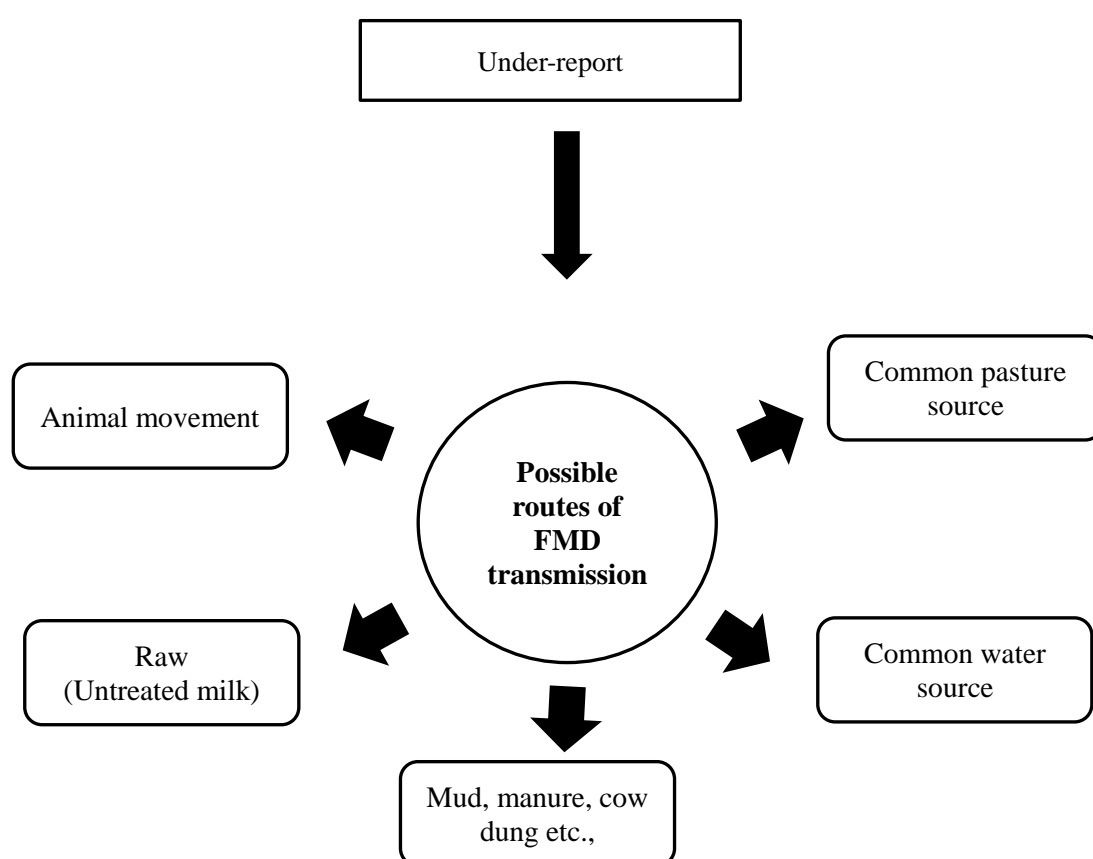 Under-report
Common pasture
source
Animal movement
Possible
routes of
FMD
transmission
Raw
(Untreated milk)
Common water
source
Mud, manure, cow
dung etc.,